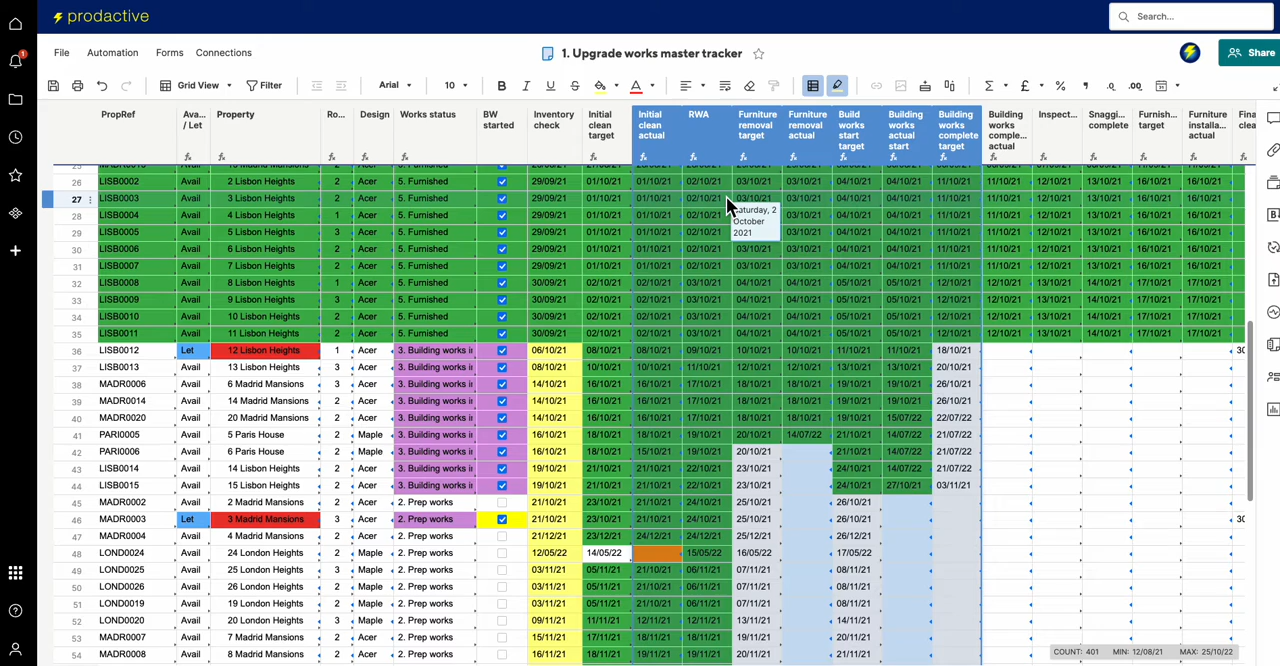 prodactive
Search...
File Automation Forms Connections
1. Upgrade works master tracker
Share
Grid View Filter Arial 10 B I U S A Σ £ % , .0 .00
PropRef Ava... / Let Property Ro... Design Works status BW started Inventory check Initial clean target Initial clean actual RWA Furniture removal target Furniture removal actual Build works start target Building works actual start Building works complete target Building works comple... actual Inspect... Snaggi... complete Furnish... target Furniture installa... actual Fina clea
26 LISB0002 Avail 2 Lisbon Heights 2 Acer 5. Furnished 29/09/21 01/10/21 01/10/21 02/10/21 03/10/21 03/10/21 04/10/21 04/10/21 11/10/21 11/10/21 12/10/21 13/10/21 16/10/21 16/10/21
27 LISB0003 Avail 3 Lisbon Heights 2 Acer 5. Furnished 29/09/21 01/10/21 01/10/21 02/10/21 03/10/21 03/10/21 04/10/21 04/10/21 11/10/21 11/10/21 12/10/21 13/10/21 16/10/21 16/10/21
28 LISB0004 Avail 4 Lisbon Heights 1 Acer 5. Furnished 29/09/21 01/10/21 01/10/21 02/10/21 03/10/21 04/10/21 04/10/21 11/10/21 11/10/21 12/10/21 13/10/21 16/10/21 16/10/21
Saturday, 2 October 2021
29 LISB0005 Avail 5 Lisbon Heights 3 Acer 5. Furnished 29/09/21 01/10/21 01/10/21 02/10/21 03/10/21 04/10/21 04/10/21 11/10/21 11/10/21 12/10/21 13/10/21 16/10/21 16/10/21
30 LISB0006 Avail 6 Lisbon Heights 2 Acer 5. Furnished 29/09/21 01/10/21 01/10/21 02/10/21 03/10/21 03/10/21 04/10/21 04/10/21 11/10/21 11/10/21 12/10/21 13/10/21 16/10/21 16/10/21
31 LISB0007 Avail 7 Lisbon Heights 2 Acer 5. Furnished 29/09/21 01/10/21 01/10/21 02/10/21 03/10/21 03/10/21 04/10/21 04/10/21 11/10/21 11/10/21 12/10/21 13/10/21 16/10/21 16/10/21
32 LISB0008 Avail 8 Lisbon Heights 1 Acer 5. Furnished 30/09/21 02/10/21 02/10/21 03/10/21 04/10/21 04/10/21 05/10/21 05/10/21 12/10/21 12/10/21 13/10/21 14/10/21 17/10/21 17/10/21
33 LISB0009 Avail 9 Lisbon Heights 3 Acer 5. Furnished 30/09/21 02/10/21 02/10/21 03/10/21 04/10/21 04/10/21 05/10/21 05/10/21 12/10/21 12/10/21 13/10/21 14/10/21 17/10/21 17/10/21
34 LISB0010 Avail 10 Lisbon Heights 2 Acer 5. Furnished 30/09/21 02/10/21 02/10/21 03/10/21 04/10/21 04/10/21 05/10/21 05/10/21 12/10/21 12/10/21 13/10/21 14/10/21 17/10/21 17/10/21
35 LISB0011 Avail 11 Lisbon Heights 2 Acer 5. Furnished 30/09/21 02/10/21 02/10/21 03/10/21 04/10/21 04/10/21 05/10/21 05/10/21 12/10/21 12/10/21 13/10/21 14/10/21 17/10/21 17/10/21
36 LISB0012 Let 12 Lisbon Heights 1 Acer 3. Building works in 06/10/21 08/10/21 08/10/21 09/10/21 10/10/21 10/10/21 11/10/21 11/10/21 18/10/21 30
37 LISB0013 Avail 13 Lisbon Heights 3 Acer 3. Building works in 08/10/21 10/10/21 10/10/21 11/10/21 12/10/21 12/10/21 13/10/21 13/10/21 20/10/21
38 MADR0006 Avail 6 Madrid Mansions 2 Acer 3. Building works in 14/10/21 16/10/21 16/10/21 17/10/21 18/10/21 18/10/21 19/10/21 19/10/21 26/10/21
39 MADR0014 Avail 14 Madrid Mansions 2 Acer 3. Building works in 14/10/21 16/10/21 16/10/21 17/10/21 18/10/21 18/10/21 19/10/21 19/10/21 26/10/21
40 MADR0020 Avail 20 Madrid Mansions 2 Acer 3. Building works in 14/10/21 16/10/21 16/10/21 17/10/21 18/10/21 18/10/21 19/10/21 15/07/22 22/07/22
41 PARI0005 Avail 5 Paris House 2 Maple 3. Building works in 16/10/21 18/10/21 18/10/21 19/10/21 20/10/21 14/07/22 21/10/21 14/07/22 21/07/22
42 PARI0006 Avail 6 Paris House 2 Maple 3. Building works in 16/10/21 18/10/21 15/10/21 19/10/21 20/10/21 21/10/21 14/07/22 21/07/22
43 LISB0014 Avail 14 Lisbon Heights 2 Acer 3. Building works in 19/10/21 21/10/21 21/10/21 22/10/21 23/10/21 24/10/21 14/07/22 21/07/22
44 LISB0015 Avail 15 Lisbon Heights 2 Acer 3. Building works in 19/10/21 21/10/21 21/10/21 22/10/21 23/10/21 24/10/21 27/10/21 03/11/21
45 MADR0002 Avail 2 Madrid Mansions 2 Acer 2. Prep works 21/10/21 23/10/21 21/10/21 24/10/21 25/10/21 26/10/21
46 MADR0003 Let 3 Madrid Mansions 3 Acer 2. Prep works 21/10/21 23/10/21 21/10/21 24/10/21 25/10/21 26/10/21 30
47 MADR0004 Avail 4 Madrid Mansions 2 Acer 2. Prep works 21/12/21 23/12/21 24/12/21 24/12/21 25/12/21 26/12/21
48 LOND0024 Avail 24 London Heights 2 Maple 2. Prep works 12/05/22 14/05/22 15/05/22 16/05/22 17/05/22
49 LOND0025 Avail 25 London Heights 3 Maple 2. Prep works 03/11/21 05/11/21 21/10/21 06/11/21 07/11/21 08/11/21
50 LOND0026 Avail 26 London Heights 2 Maple 2. Prep works 03/11/21 05/11/21 21/10/21 06/11/21 07/11/21 08/11/21
51 LOND0019 Avail 19 London Heights 2 Maple 2. Prep works 03/11/21 05/11/21 21/10/21 06/11/21 07/11/21 08/11/21
52 LOND0020 Avail 20 London Heights 3 Maple 2. Prep works 09/11/21 11/11/21 12/11/21 12/11/21 13/11/21 14/11/21
53 MADR0007 Avail 7 Madrid Mansions 2 Acer 2. Prep works 15/11/21 17/11/21 18/11/21 18/11/21 19/11/21 20/11/21
54 MADR0008 Avail 8 Madrid Mansions 2 Acer 2. Prep works 16/11/21 18/11/21 19/11/21 19/11/21 20/11/21 21/11/21
COUNT: 401 MIN: 12/08/21 MAX: 25/10/22